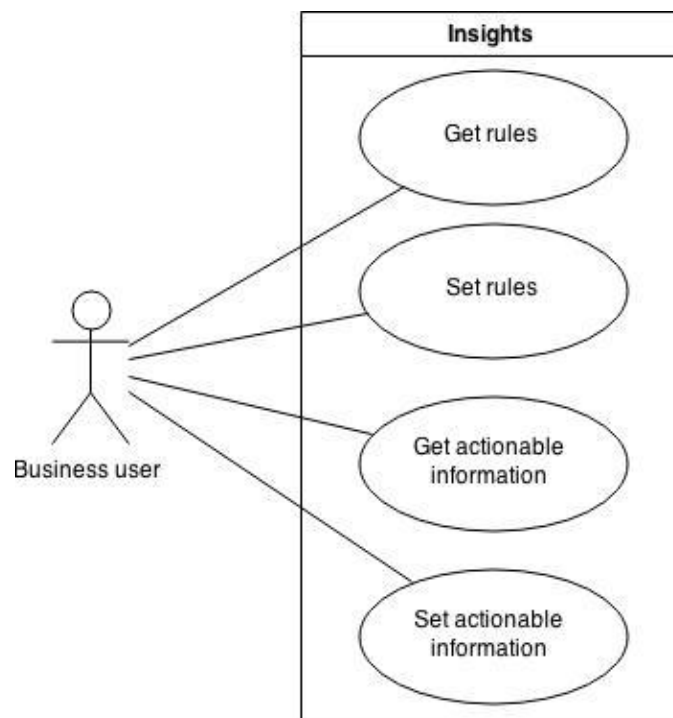 Insights
Get rules
Set rules
Get actionable
information
Business user
Set actionable
information